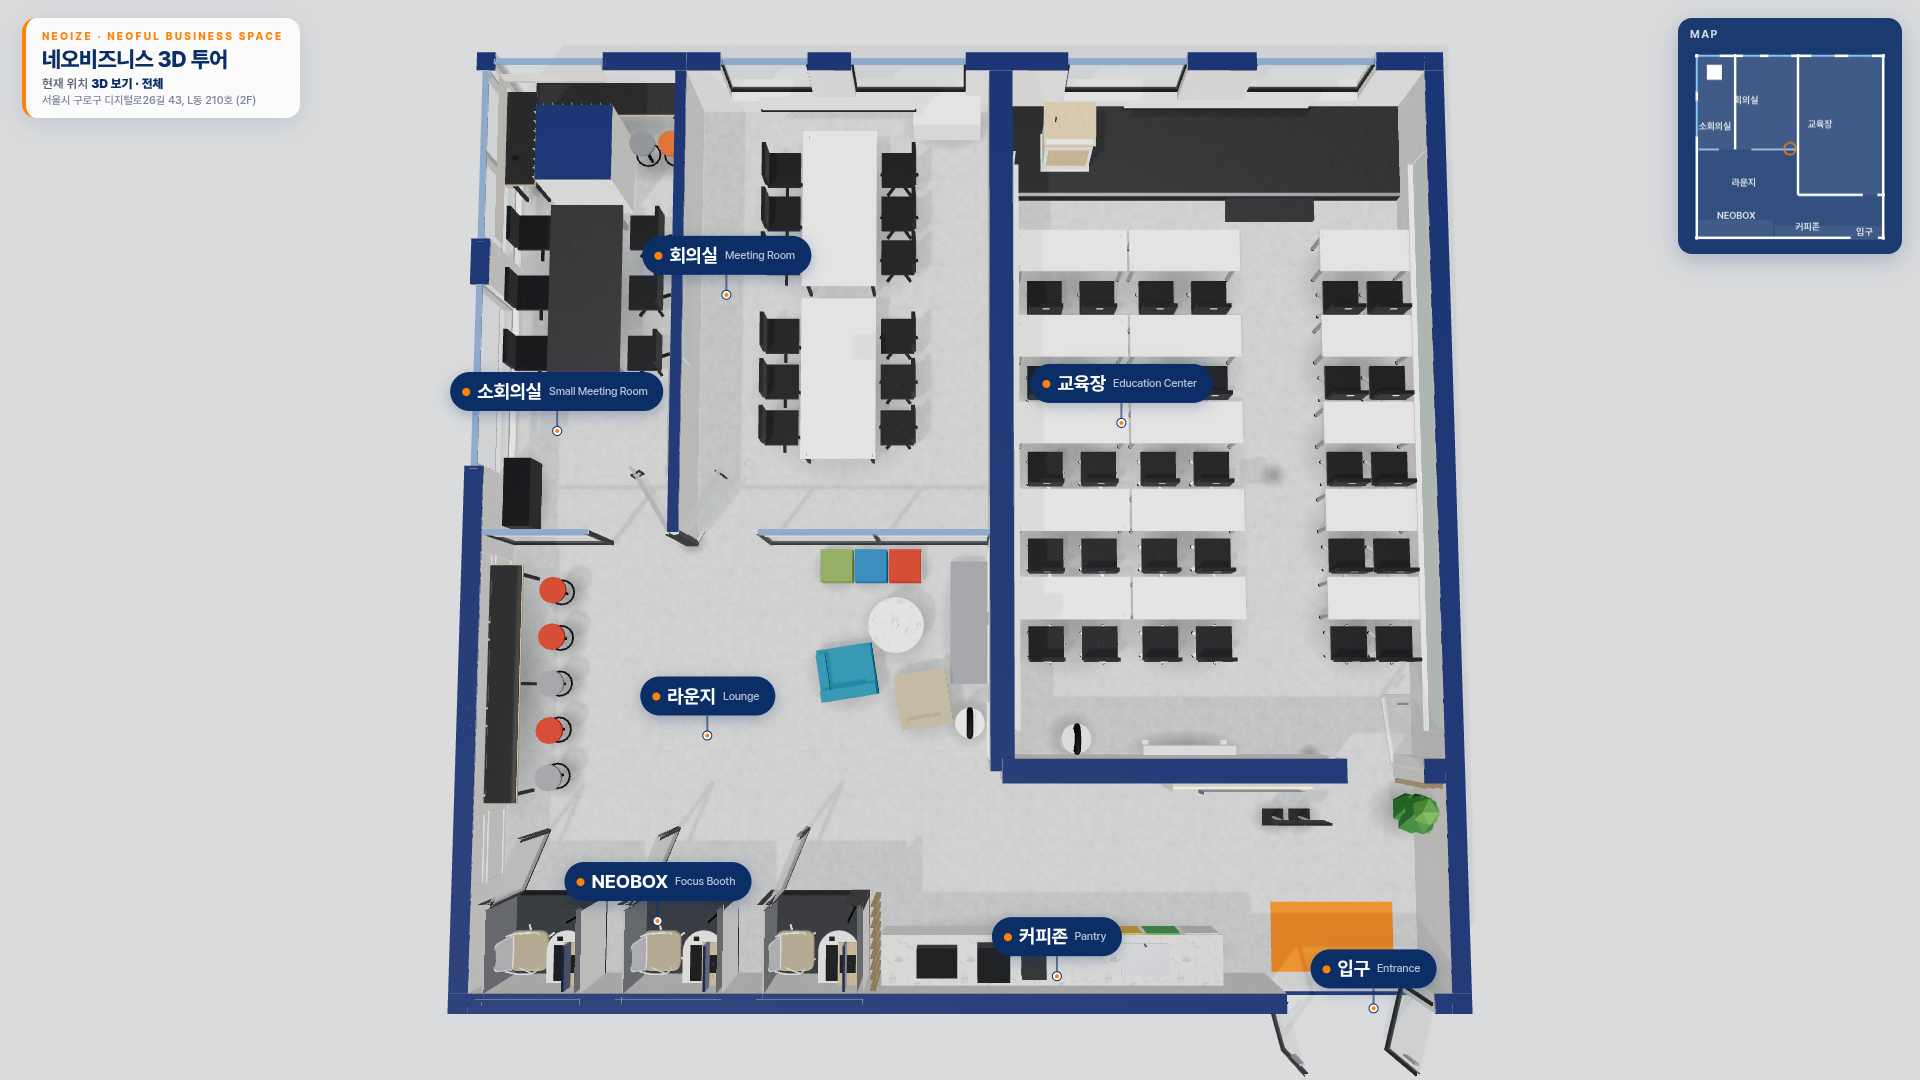 NEOIZE · NEOFUL BUSINESS SPACE
네오비즈니스 3D 투어
현재 위치 3D 보기 · 전체
서울시 구로구 디지털로26길 43, L동 210호 (2F)
MAP
회의실
소회의실
교육장
라운지
NEOBOX
커피존
입구
회의실 Meeting Room
소회의실 Small Meeting Room
교육장 Education Center
라운지 Lounge
NEOBOX Focus Booth
커피존 Pantry
입구 Entrance